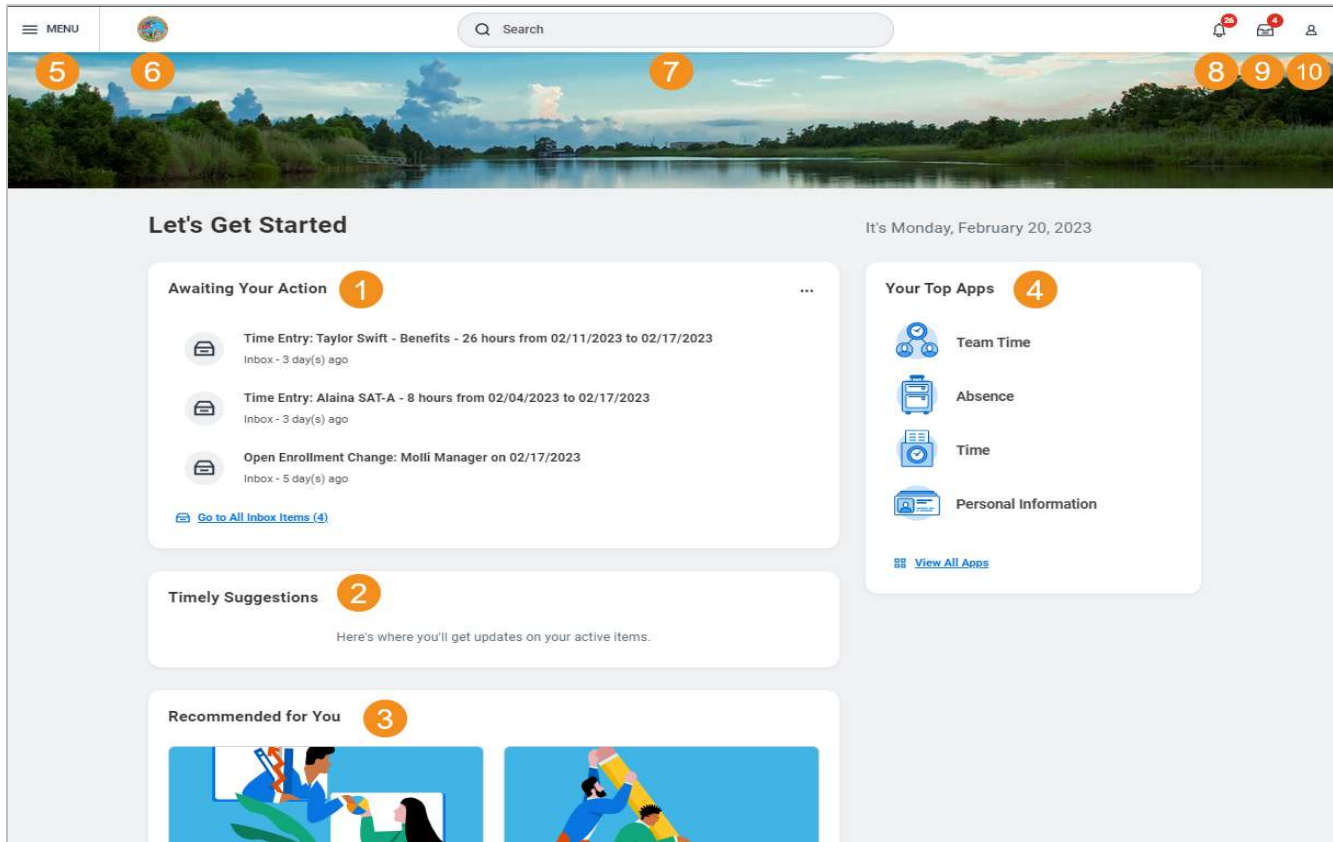 MENU
Search
26
4
5
6
7
8
9
10
Let's Get Started
It's Monday, February 20, 2023
Awaiting Your Action
1
...
Time Entry: Taylor Swift - Benefits - 26 hours from 02/11/2023 to 02/17/2023
Inbox - 3 day(s) ago
Time Entry: Alaina SAT-A - 8 hours from 02/04/2023 to 02/17/2023
Inbox - 3 day(s) ago
Open Enrollment Change: Molli Manager on 02/17/2023
Inbox - 5 day(s) ago
Go to All Inbox Items (4)
Your Top Apps
4
Team Time
Absence
Time
Personal Information
View All Apps
Timely Suggestions
2
Here's where you'll get updates on your active items.
Recommended for You
3